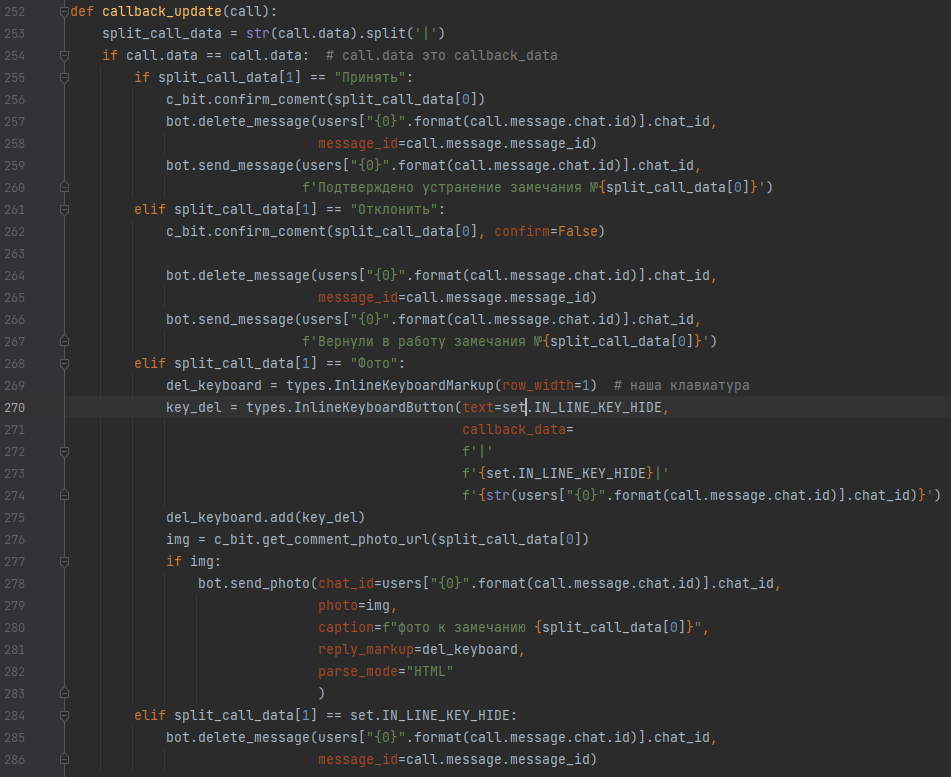 252 def callback_update(call):
253     split_call_data = str(call.data).split('|')
254     if call.data == call.data:  # call.data это callback_data
255         if split_call_data[1] == "Принять":
256             c_bit.confirm_coment(split_call_data[0])
257             bot.delete_message(users["{0}".format(call.message.chat.id)].chat_id,
258                                message_id=call.message.message_id)
259             bot.send_message(users["{0}".format(call.message.chat.id)].chat_id,
260                              f'Подтверждено устранение замечания №{split_call_data[0]}')
261         elif split_call_data[1] == "Отклонить":
262             c_bit.confirm_coment(split_call_data[0], confirm=False)
263
264             bot.delete_message(users["{0}".format(call.message.chat.id)].chat_id,
265                                message_id=call.message.message_id)
266             bot.send_message(users["{0}".format(call.message.chat.id)].chat_id,
267                              f'Вернули в работу замечания №{split_call_data[0]}')
268         elif split_call_data[1] == "Фото":
269             del_keyboard = types.InlineKeyboardMarkup(row_width=1)  # наша клавиатура
270             key_del = types.InlineKeyboardButton(text=set.IN_LINE_KEY_HIDE,
271                                                  callback_data=
272                                                  f'|'
273                                                  f'{set.IN_LINE_KEY_HIDE}|'
274                                                  f'{str(users["{0}".format(call.message.chat.id)].chat_id)}')
275             del_keyboard.add(key_del)
276             img = c_bit.get_comment_photo_url(split_call_data[0])
277             if img:
278                 bot.send_photo(chat_id=users["{0}".format(call.message.chat.id)].chat_id,
279                                photo=img,
280                                caption=f"фото к замечанию {split_call_data[0]}",
281                                reply_markup=del_keyboard,
282                                parse_mode="HTML"
283                                )
284         elif split_call_data[1] == set.IN_LINE_KEY_HIDE:
285             bot.delete_message(users["{0}".format(call.message.chat.id)].chat_id,
286                                message_id=call.message.message_id)